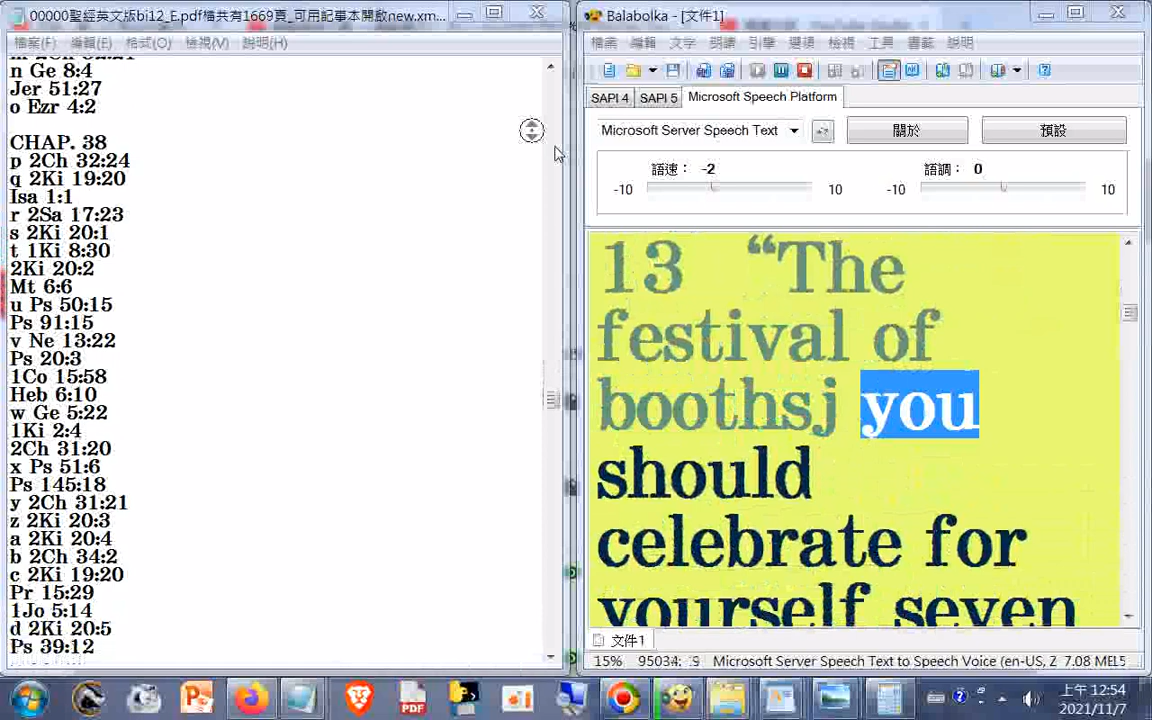 00000聖經英文版bi12_E.pdf檔共有1669頁_可用記事本開啟new.xm...
檔案(F) 編輯(E) 格式(O) 檢視(V) 說明(H)
n Ge 8:4
Jer 51:27
o Ezr 4:2
CHAP. 38
p 2Ch 32:24
q 2Ki 19:20
Isa 1:1
r 2Sa 17:23
s 2Ki 20:1
t 1Ki 8:30
2Ki 20:2
Mt 6:6
u Ps 50:15
Ps 91:15
v Ne 13:22
Ps 20:3
1Co 15:58
Heb 6:10
w Ge 5:22
1Ki 2:4
2Ch 31:20
x Ps 51:6
Ps 145:18
y 2Ch 31:21
z 2Ki 20:3
a 2Ki 20:4
b 2Ch 34:2
c 2Ki 19:20
Pr 15:29
1Jo 5:14
d 2Ki 20:5
Ps 39:12
Balabolka - [文件1]
檔案 編輯 文字 朗讀 引擎 選項 檢視 工具 書籤 說明
SAPI 4 SAPI 5 Microsoft Speech Platform
Microsoft Server Speech Text 關於 預設
語速： -2 語調： 0
-10 10 -10 10
13 “The
festival of
boothsj you
should
celebrate for
yourself seven
文件1
15% Microsoft Server Speech Text to Speech Voice (en-US, Z 7.08 МБ
上午 12:54
2021/11/7